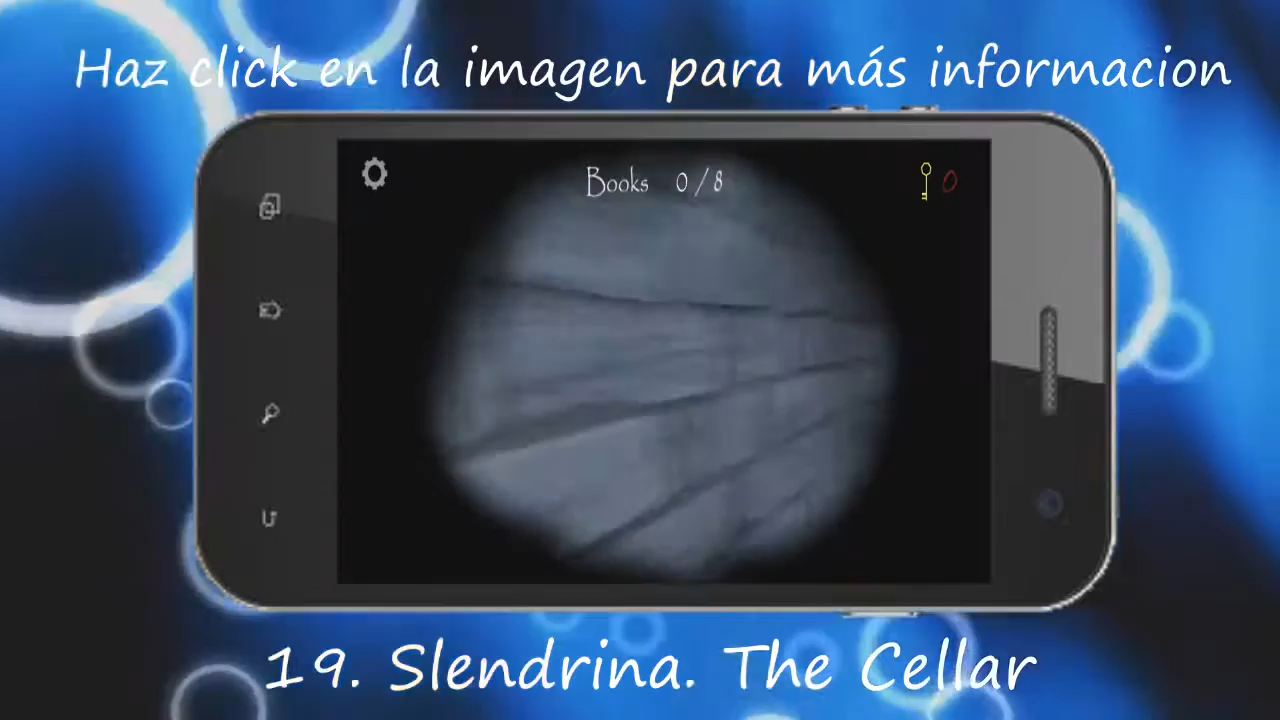 Haz click en la imagen para más informacion
Books 0 / 8
0
19. Slendrina. The Cellar